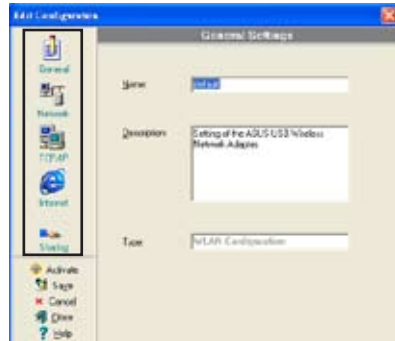 Edit Configuration
General Settings
General
Network
TCP/IP
Internet
Sharing
Name
default
Description
Setting of the ASUS USB Wireless
Network Adapter
Type
WLAN Configuration
Activate
Save
Cancel
Close
Help